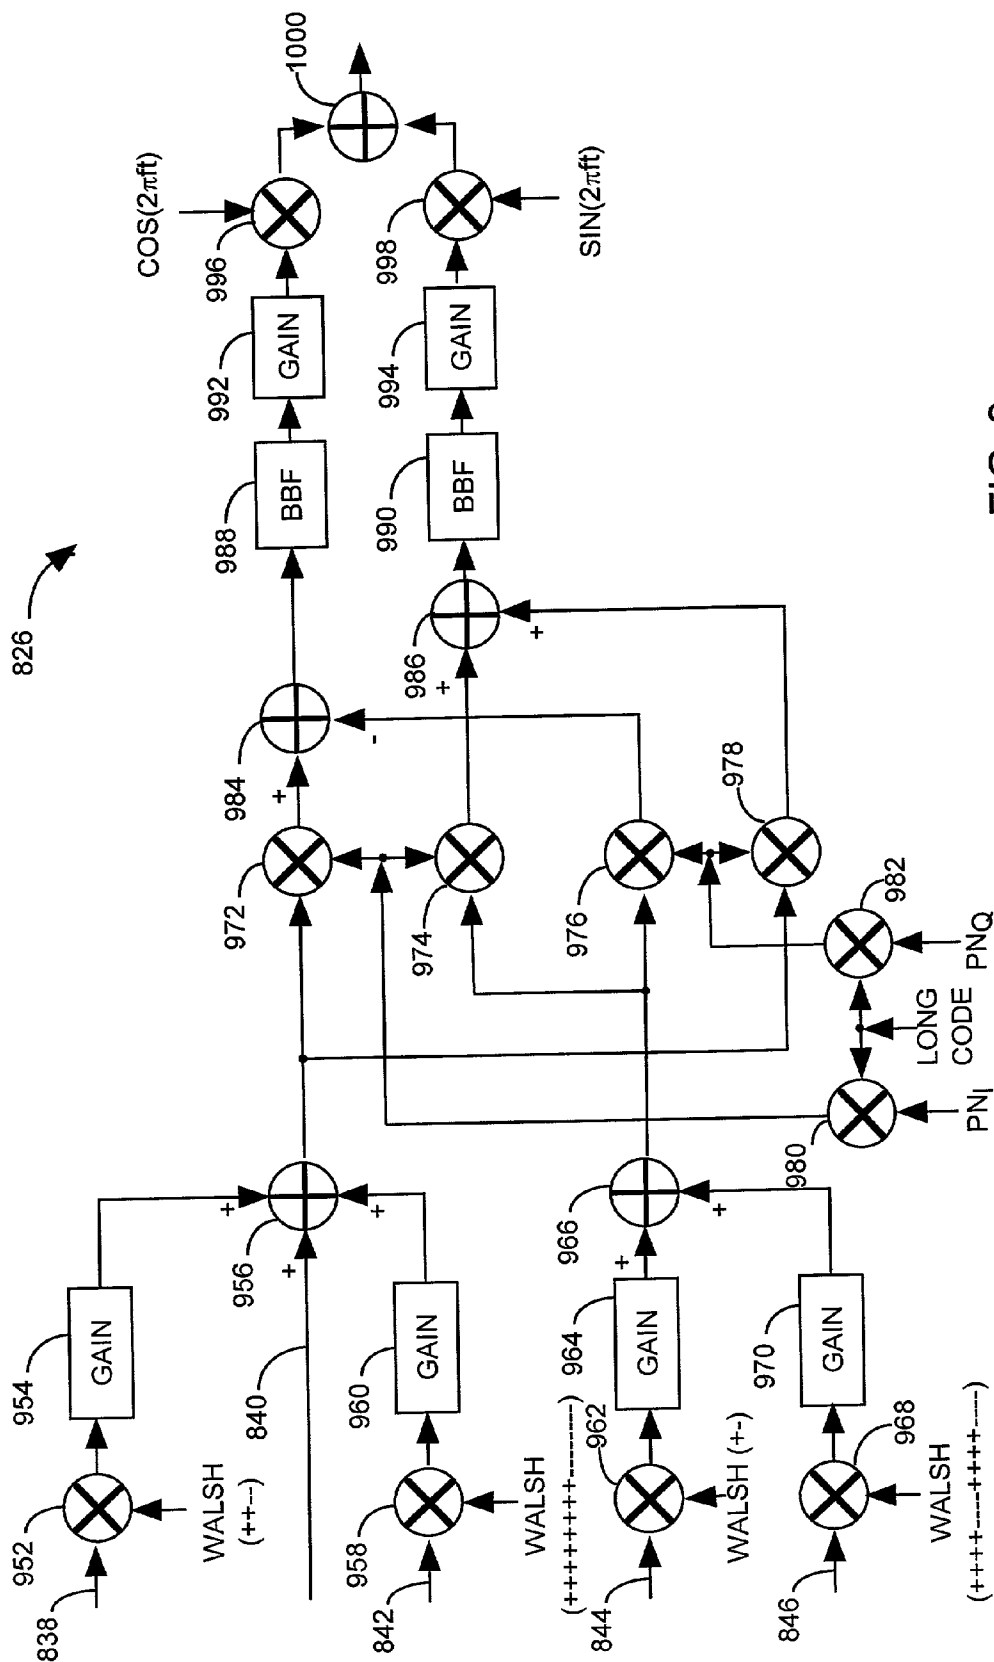 826
838
952
954
GAIN
WALSH
(++--)
840
956
+
+
+
842
958
960
GAIN
WALSH
(++++++++--------)
844
962
964
GAIN
WALSH (+-)
966
+
+
846
968
970
GAIN
WALSH
(++++----++++----)
972
974
976
978
980
982
PNI
LONG
CODE
PNQ
984
+
-
986
+
+
988
BBF
990
BBF
992
GAIN
994
GAIN
996
COS(2πft)
998
SIN(2πft)
1000
FIG.